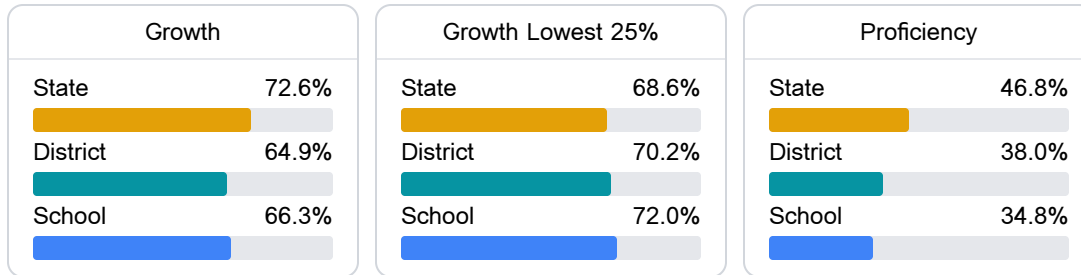 Growth
State 72.6%
District 64.9%
School 66.3%
Growth Lowest 25%
State 68.6%
District 70.2%
School 72.0%
Proficiency
State 46.8%
District 38.0%
School 34.8%